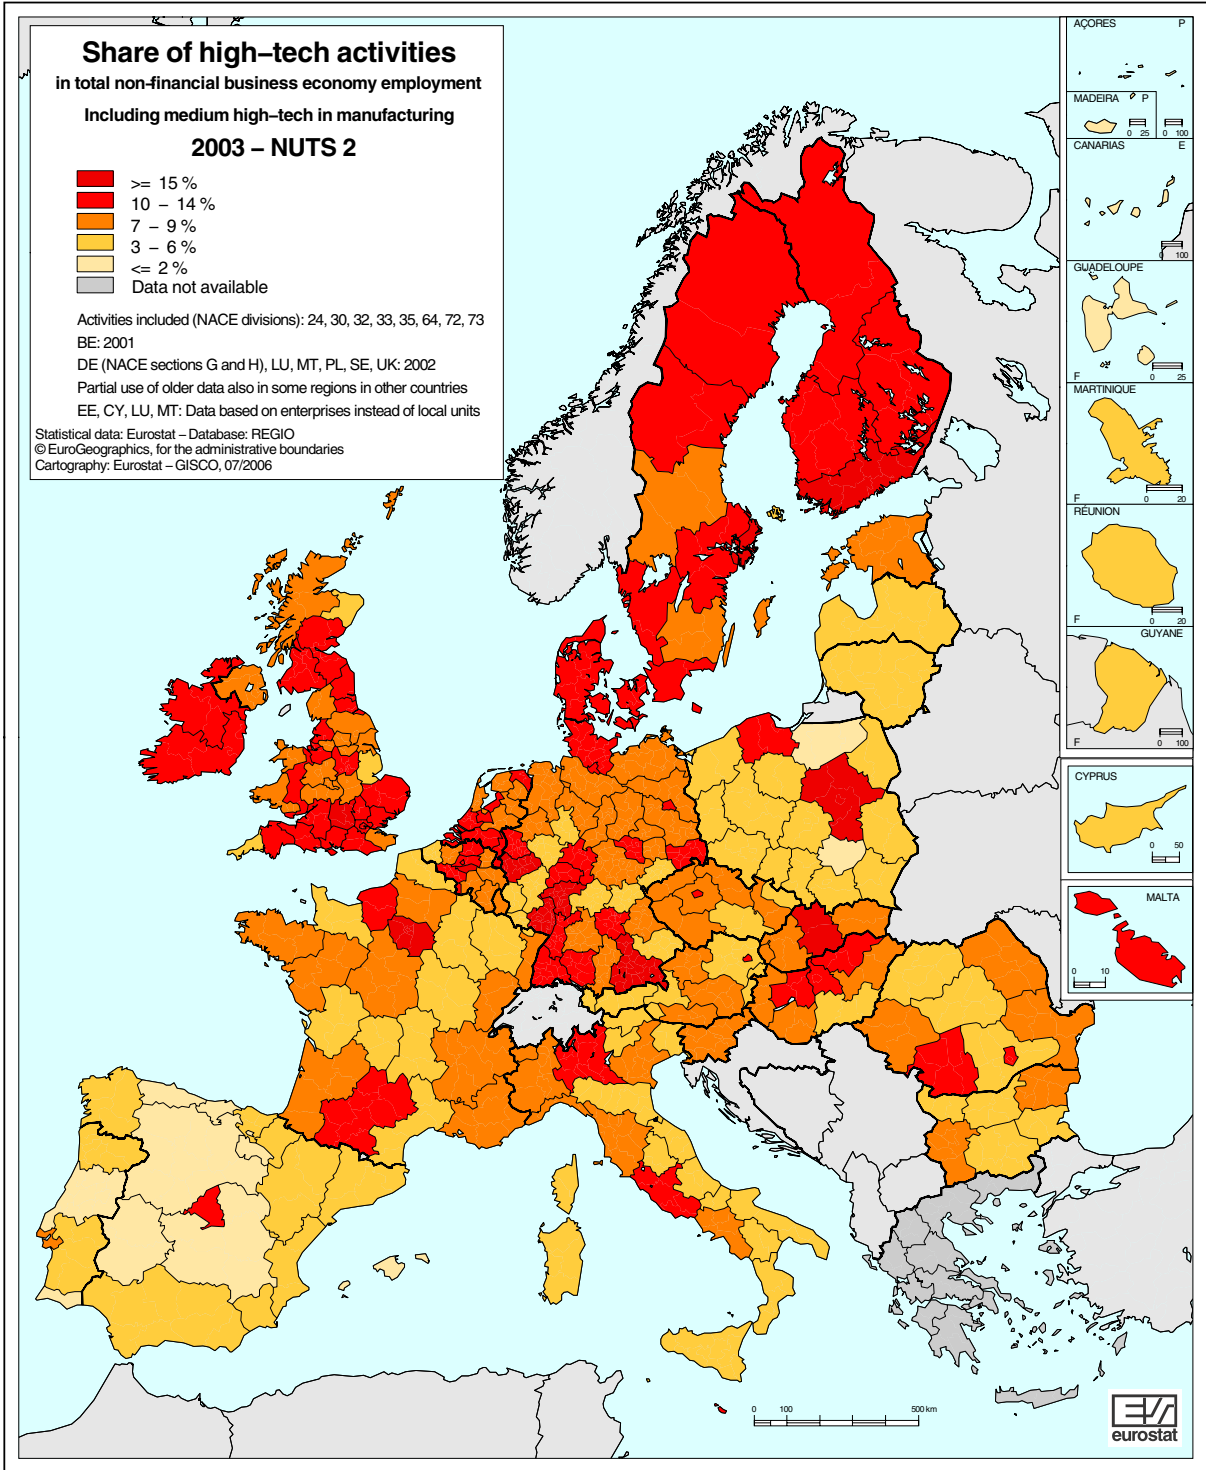 Share of high–tech activities
in total non–financial business economy employment
Including medium high–tech in manufacturing
2003 – NUTS 2
>= 15 %
10 – 14 %
7 – 9 %
3 – 6 %
<= 2 %
Data not available
Activities included (NACE divisions): 24, 30, 32, 33, 35, 64, 72, 73
BE: 2001
DE (NACE sections G and H), LU, MT, PL, SE, UK: 2002
Partial use of older data also in some regions in other countries
EE, CY, LU, MT: Data based on enterprises instead of local units
Statistical data: Eurostat – Database: REGIO
© EuroGeographics, for the administrative boundaries
Cartography: Eurostat – GISCO, 07/2006
AÇORES P
MADEIRA P
0 25 0 100
CANARIAS E
0 100
GUADELOUPE
F 0 25
MARTINIQUE
F 0 20
RÉUNION
F 0 20
GUYANE
F 0 100
CYPRUS
0 50
MALTA
0 10
0 100 500 km
eurostat